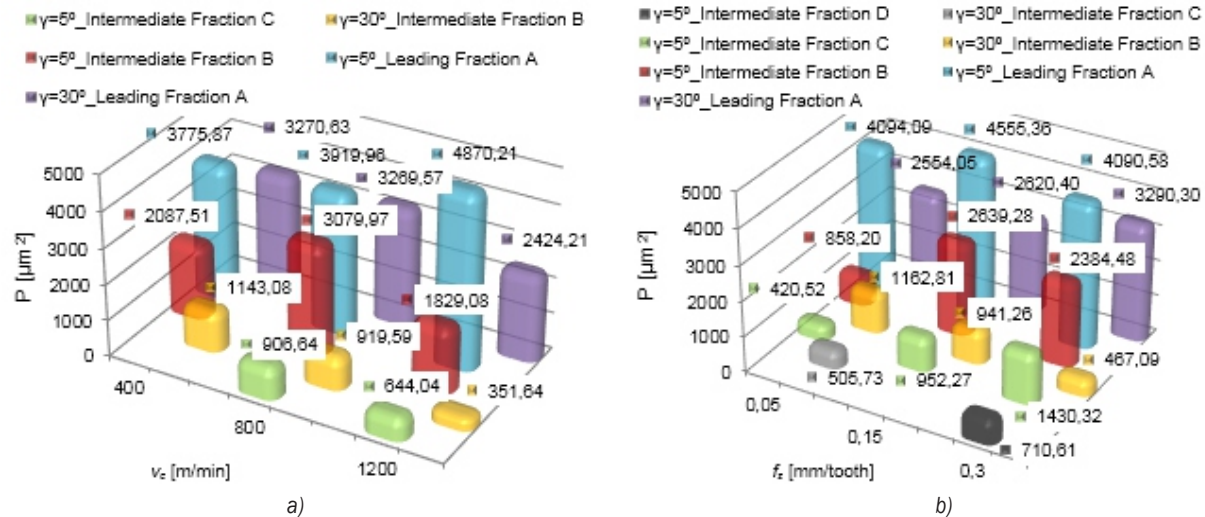 γ=5º_Intermediate Fraction C γ=30º_Intermediate Fraction B
γ=5º_Intermediate Fraction B γ=5º_Leading Fraction A
γ=30º_Leading Fraction A
3775,87 3270,63
3919,96 4870,21
3269,57
5000
4000
3000
2000
1000
0
P [µm²]
2087,51 3079,97 2424,21
1143,08 1829,08
906,64 919,59
644,04 351,64
400
800
1200
vc [m/min]
a)
γ=5º_Intermediate Fraction D γ=30º_Intermediate Fraction C
γ=5º_Intermediate Fraction C γ=30º_Intermediate Fraction B
γ=5º_Intermediate Fraction B γ=5º_Leading Fraction A
γ=30º_Leading Fraction A
4094,09 4555,36
2554,05 4090,58
2620,40 3290,30
5000
4000
3000
2000
1000
0
P [µm²]
858,20 2639,28
1162,81 2384,48
420,52 941,26
467,09
505,73 952,27
1430,32
710,61
0,05
0,15
0,3
fz [mm/tooth]
b)